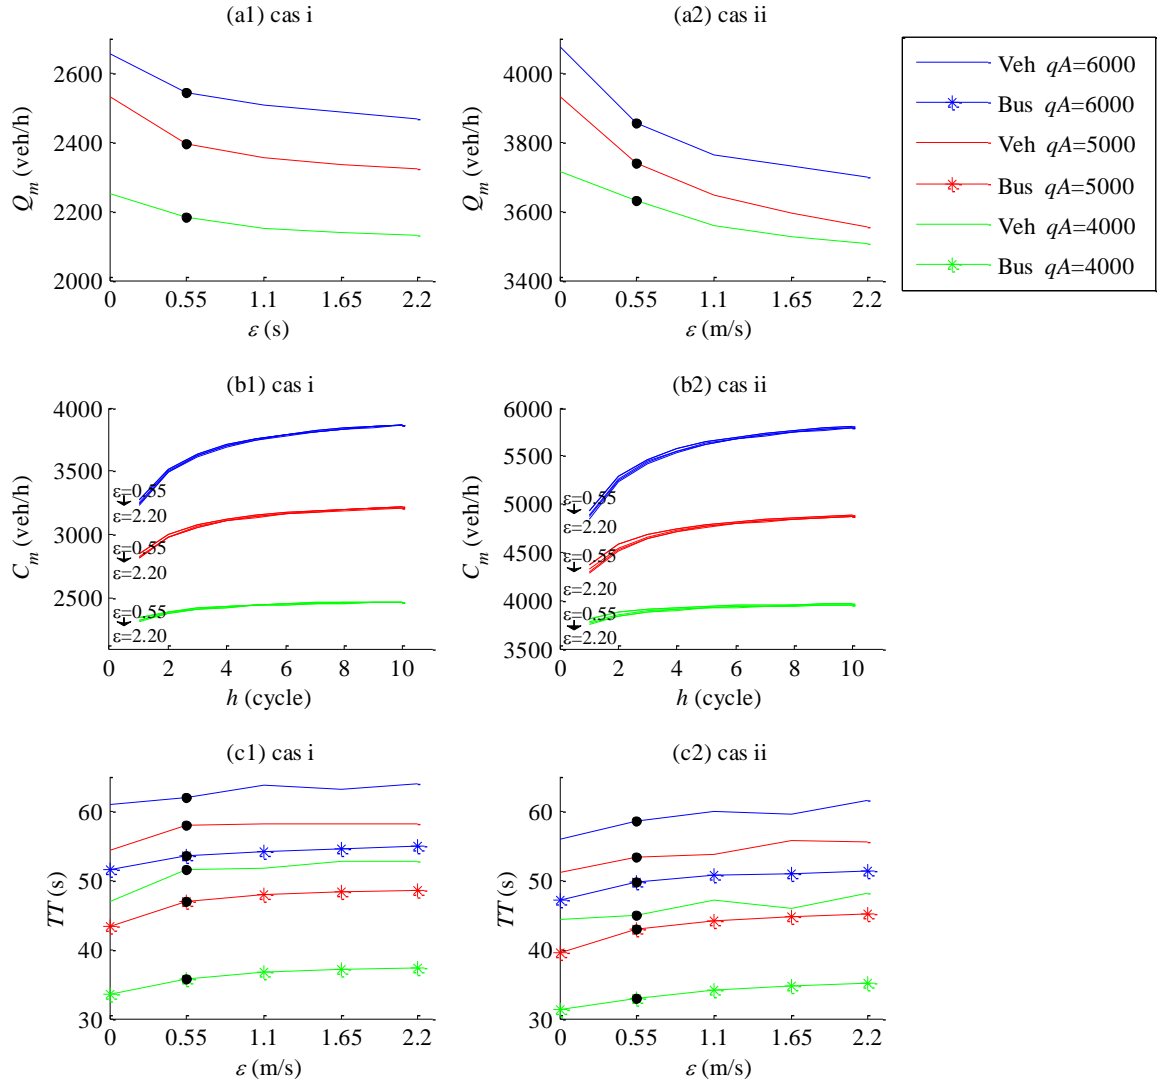 (a1) cas i
2600
2400
2200
2000
Q_m (veh/h)
0 0.55 1.1 1.65 2.2
ε (s)
(a2) cas ii
4000
3800
3600
3400
Q_m (veh/h)
0 0.55 1.1 1.65 2.2
ε (m/s)
Veh qA=6000
Bus qA=6000
Veh qA=5000
Bus qA=5000
Veh qA=4000
Bus qA=4000
(b1) cas i
4000
3500
3000
2500
C_m (veh/h)
ε=0.55
ε=2.20
ε=0.55
ε=2.20
ε=0.55
ε=2.20
0 2 4 6 8 10
h (cycle)
(b2) cas ii
6000
5500
5000
4500
4000
3500
C_m (veh/h)
ε=0.55
ε=2.20
ε=0.55
ε=2.20
ε=0.55
ε=2.20
0 2 4 6 8 10
h (cycle)
(c1) cas i
60
50
40
30
TT (s)
0 0.55 1.1 1.65 2.2
ε (m/s)
(c2) cas ii
60
50
40
30
TT (s)
0 0.55 1.1 1.65 2.2
ε (m/s)